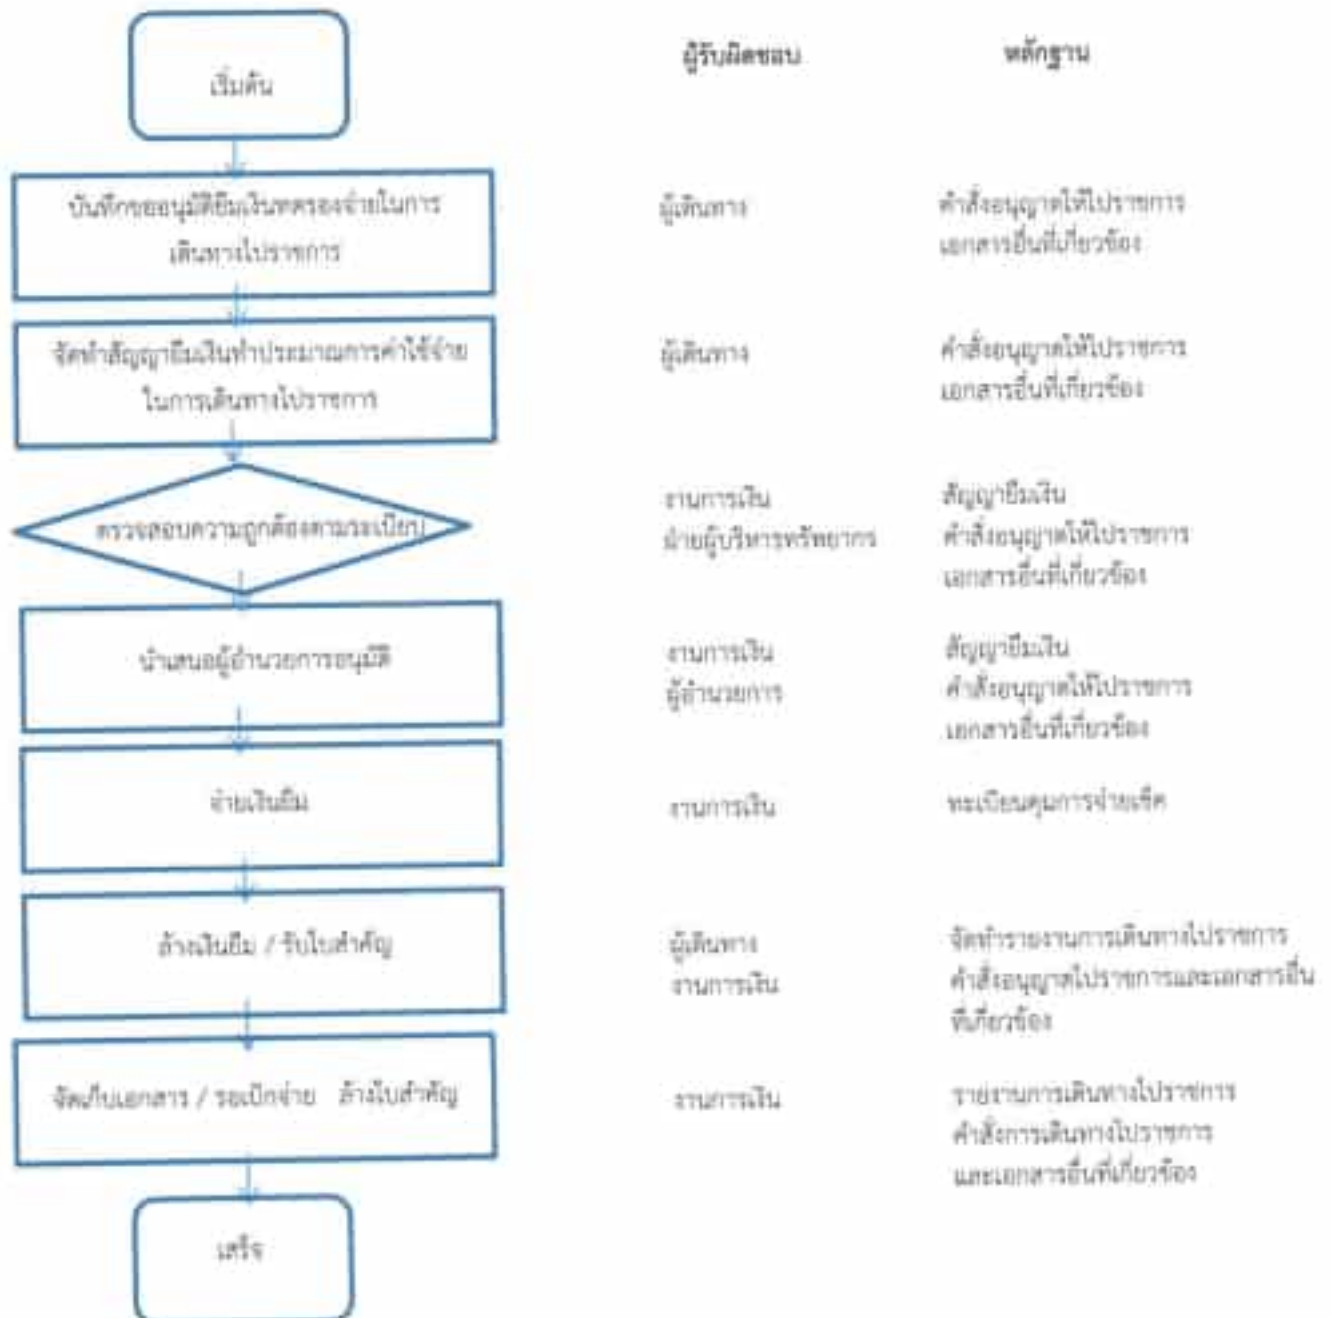 ผู้รับผิดชอบ หลักฐาน
เริ่มต้น
บันทึกขออนุมัติยืมเงินทดรองจ่ายในการ
เดินทางไปราชการ
ผู้เดินทาง คำสั่งอนุญาตให้ไปราชการ
เอกสารอื่นที่เกี่ยวข้อง
จัดทำสัญญายืมเงินทำประมาณการค่าใช้จ่าย
ในการเดินทางไปราชการ
ผู้เดินทาง คำสั่งอนุญาตให้ไปราชการ
เอกสารอื่นที่เกี่ยวข้อง
ตรวจสอบความถูกต้องตามระเบียบ
งานการเงิน สัญญายืมเงิน
ฝ่ายผู้บริหารทรัพยากร คำสั่งอนุญาตให้ไปราชการ
เอกสารอื่นที่เกี่ยวข้อง
นำเสนอผู้อำนวยการอนุมัติ
งานการเงิน สัญญายืมเงิน
ผู้อำนวยการ คำสั่งอนุญาตให้ไปราชการ
เอกสารอื่นที่เกี่ยวข้อง
จ่ายเงินยืม
งานการเงิน ทะเบียนคุมการจ่ายเช็ค
ล้างเงินยืม / รับใบสำคัญ
ผู้เดินทาง จัดทำรายงานการเดินทางไปราชการ
งานการเงิน คำสั่งอนุญาตไปราชการและเอกสารอื่น
ที่เกี่ยวข้อง
จัดเก็บเอกสาร / รอเบิกจ่าย ล้างใบสำคัญ
งานการเงิน รายงานการเดินทางไปราชการ
คำสั่งการเดินทางไปราชการ
และเอกสารอื่นที่เกี่ยวข้อง
เสร็จ